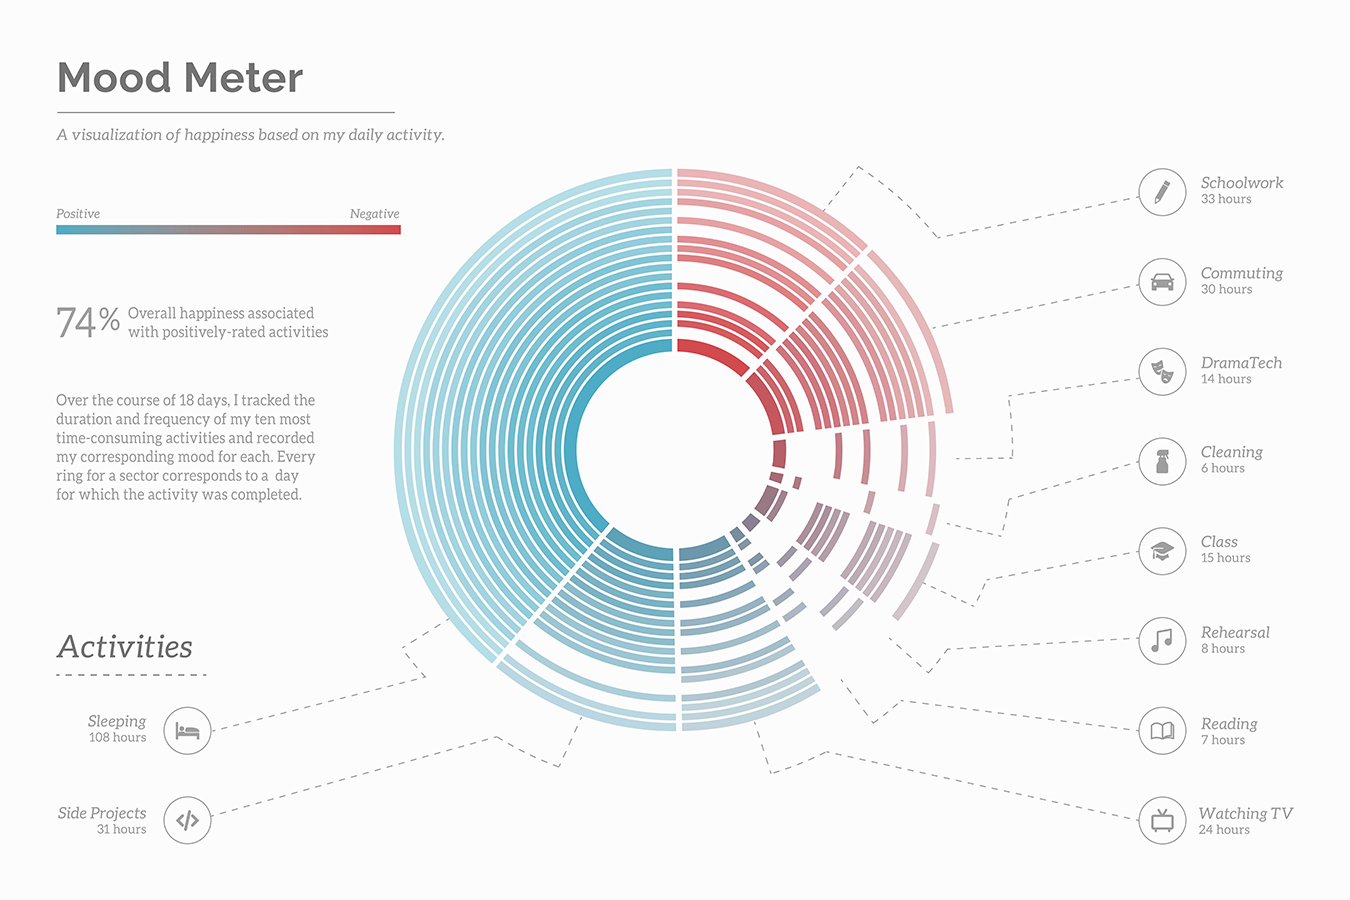 Mood Meter
A visualization of happiness based on my daily activity.
Positive
Negative
74%
Overall happiness associated
with positively-rated activities
Over the course of 18 days, I tracked the
duration and frequency of my ten most
time-consuming activities and recorded
my corresponding mood for each. Every
ring for a sector corresponds to a day
for which the activity was completed.
Activities
Sleeping
108 hours
Side Projects
31 hours
Schoolwork
33 hours
Commuting
30 hours
DramaTech
14 hours
Cleaning
6 hours
Class
15 hours
Rehearsal
8 hours
Reading
7 hours
Watching TV
24 hours